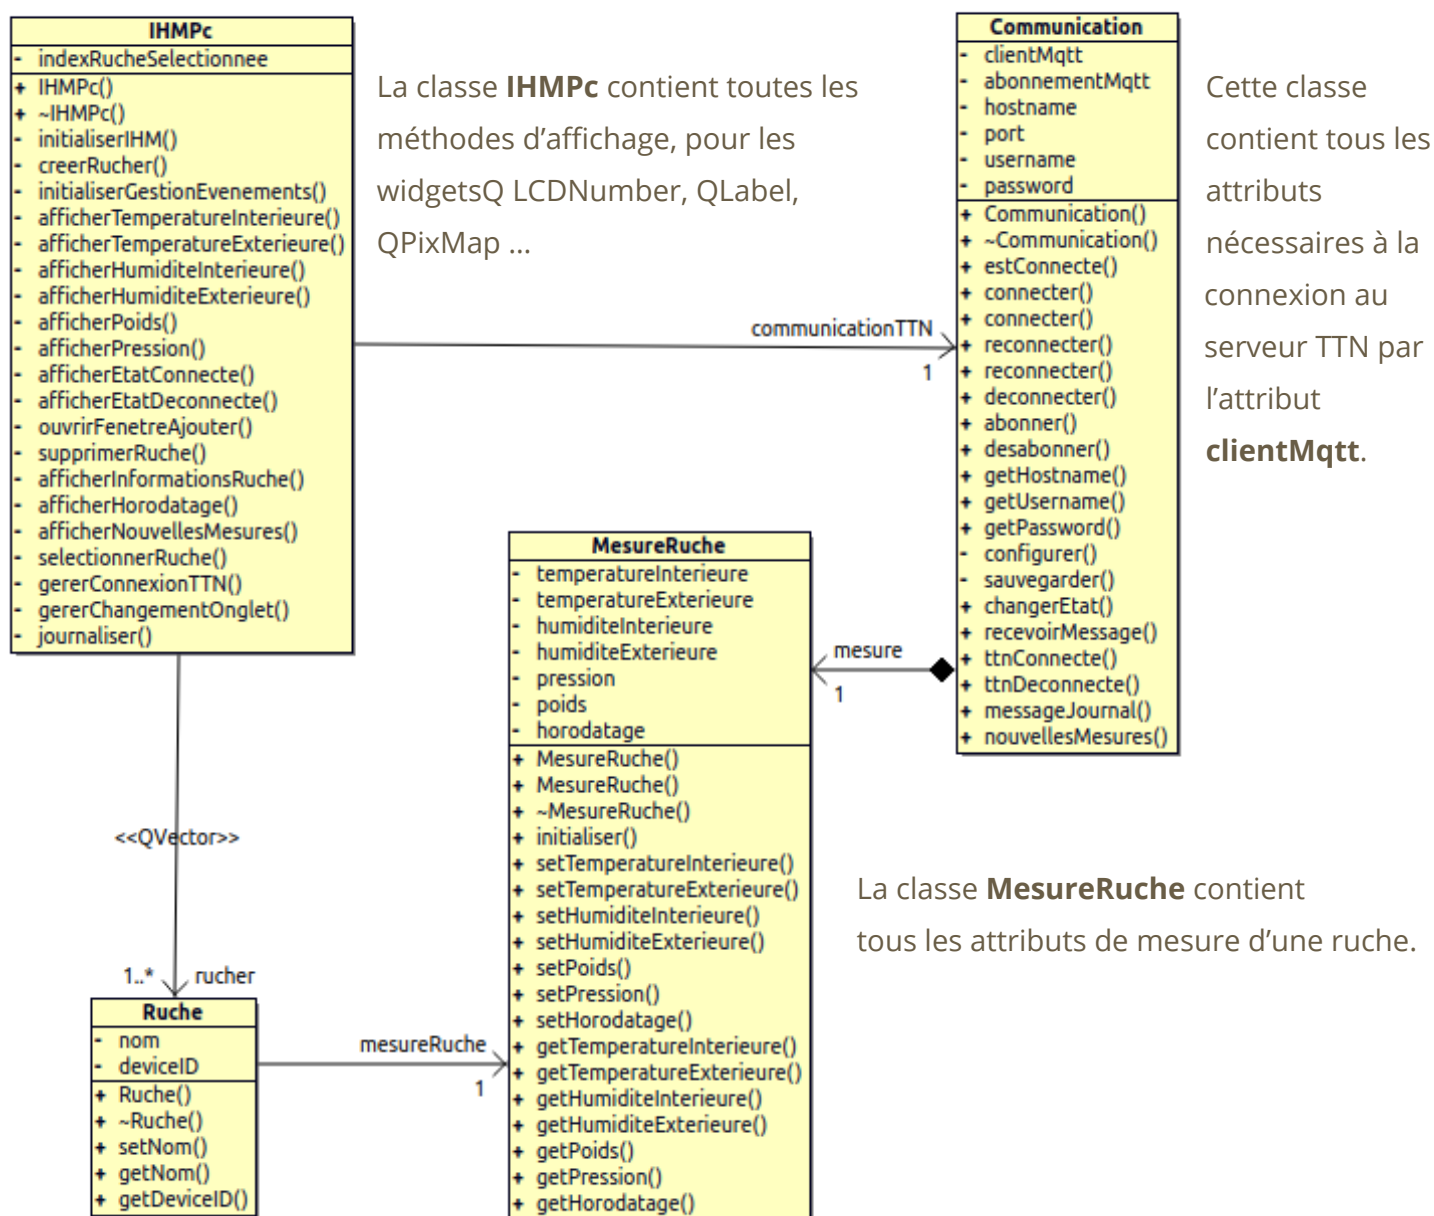 IHMPc
- indexRucheSelectionnee
+ IHMPc()
+ ~IHMPc()
- initialiserIHM()
- creerRucher()
- initialiserGestionEvenements()
- afficherTemperatureInterieure()
- afficherTemperatureExterieure()
- afficherHumiditeInterieure()
- afficherHumiditeExterieure()
- afficherPoids()
- afficherPression()
- afficherEtatConnecte()
- afficherEtatDeconnecte()
- ouvrirFenetreAjouter()
- supprimerRuche()
- afficherInformationsRuche()
- afficherHorodatage()
- afficherNouvellesMesures()
- selectionnerRuche()
- gererConnexionTTN()
- gererChangementOnglet()
- journaliser()
La classe IHMPc contient toutes les
méthodes d’affichage, pour les
widgetsQ LCDNumber, QLabel,
QPixMap ...
communicationTTN
1
Communication
- clientMqtt
- abonnementMqtt
- hostname
- port
- username
- password
+ Communication()
+ ~Communication()
+ estConnecte()
+ connecter()
+ connecter()
+ reconnecter()
+ reconnecter()
+ deconnecter()
+ abonner()
+ desabonner()
+ getHostname()
+ getUsername()
+ getPassword()
- configurer()
- sauvegarder()
+ changerEtat()
+ recevoirMessage()
+ ttnConnecte()
+ ttnDeconnecte()
+ messageJournal()
+ nouvellesMesures()
Cette classe
contient tous les
attributs
nécessaires à la
connexion au
serveur TTN par
l’attribut
clientMqtt.
mesure
1
MesureRuche
- temperatureInterieure
- temperatureExterieure
- humiditeInterieure
- humiditeExterieure
- pression
- poids
- horodatage
+ MesureRuche()
+ MesureRuche()
+ ~MesureRuche()
+ initialiser()
+ setTemperatureInterieure()
+ setTemperatureExterieure()
+ setHumiditeInterieure()
+ setHumiditeExterieure()
+ setPoids()
+ setPression()
+ setHorodatage()
+ getTemperatureInterieure()
+ getTemperatureExterieure()
+ getHumiditeInterieure()
+ getHumiditeExterieure()
+ getPoids()
+ getPression()
+ getHorodatage()
La classe MesureRuche contient
tous les attributs de mesure d’une ruche.
<<QVector>>
1..* rucher
Ruche
- nom
- deviceID
+ Ruche()
+ ~Ruche()
+ setNom()
+ getNom()
+ getDeviceID()
mesureRuche
1